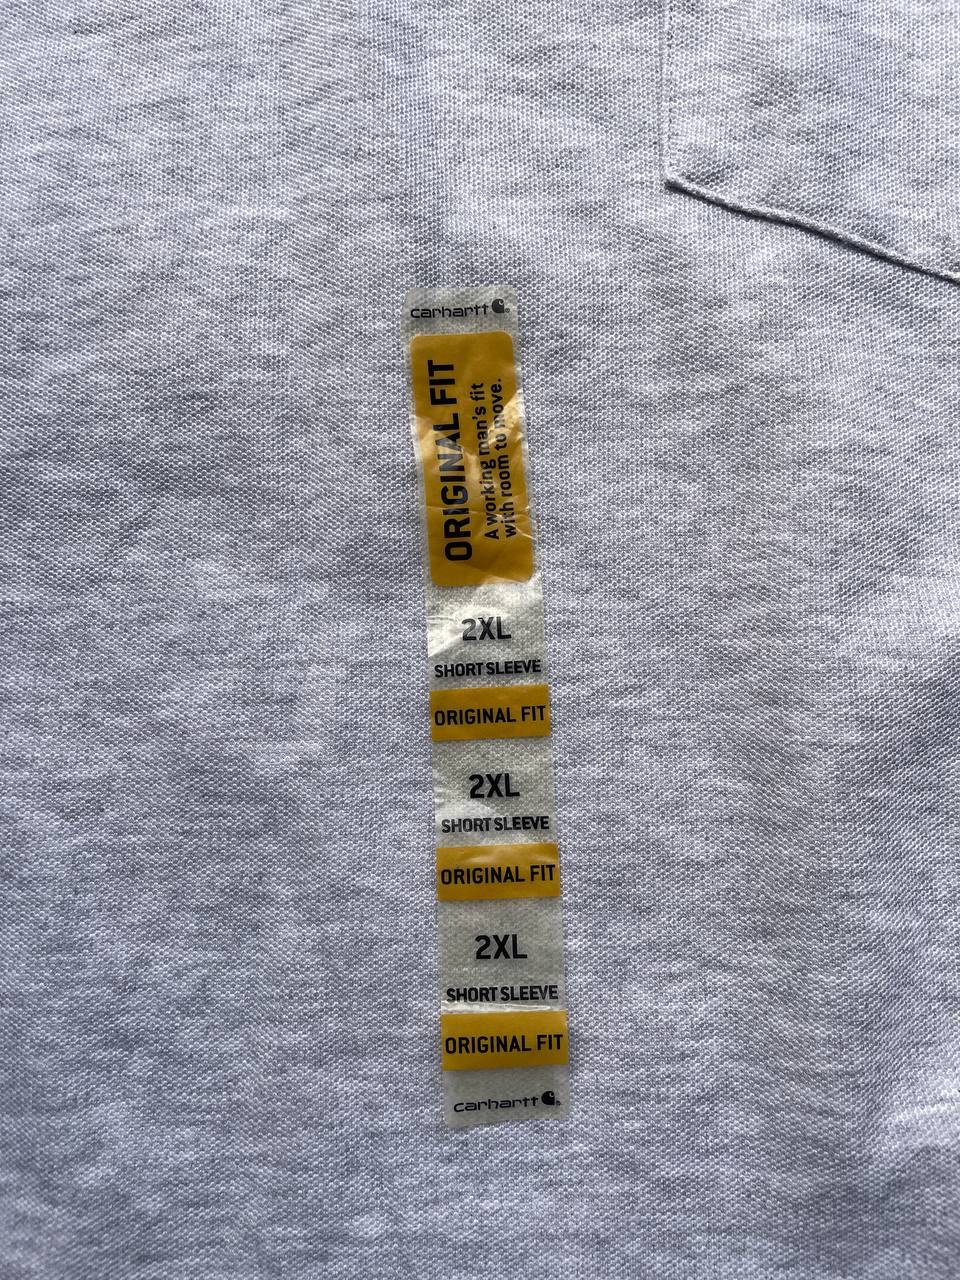 carhartt
ORIGINAL FIT
A working man's fit
with room to move.
2XL
SHORT SLEEVE
ORIGINAL FIT
2XL
SHORT SLEEVE
ORIGINAL FIT
2XL
SHORT SLEEVE
ORIGINAL FIT
carhartt